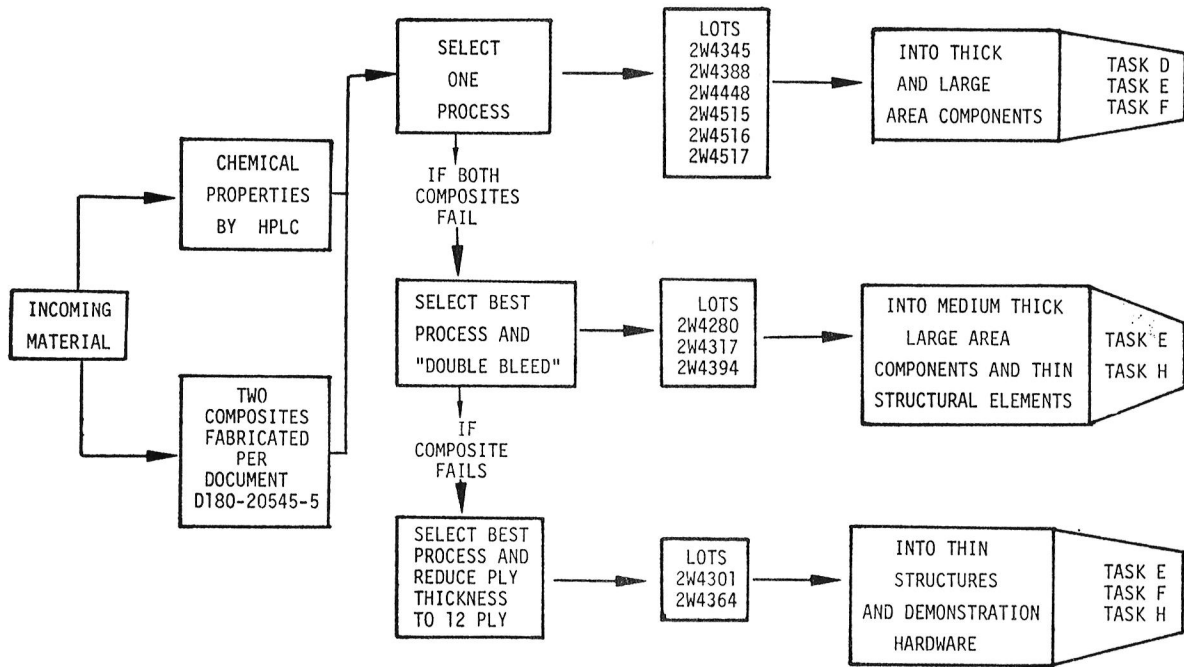 SELECT
ONE
PROCESS
LOTS
2W4345
2W4388
2W4448
2W4515
2W4516
2W4517
INTO THICK
AND LARGE
AREA COMPONENTS
TASK D
TASK E
TASK F
CHEMICAL
PROPERTIES
BY HPLC
IF BOTH
COMPOSITES
FAIL
INCOMING
MATERIAL
SELECT BEST
PROCESS AND
"DOUBLE BLEED"
LOTS
2W4280
2W4317
2W4394
INTO MEDIUM THICK
LARGE AREA
COMPONENTS AND THIN
STRUCTURAL ELEMENTS
TASK E
TASK H
TWO
COMPOSITES
FABRICATED
PER
DOCUMENT
D180-20545-5
IF
COMPOSITE
FAILS
SELECT BEST
PROCESS AND
REDUCE PLY
THICKNESS
TO 12 PLY
LOTS
2W4301
2W4364
INTO THIN
STRUCTURES
AND DEMONSTRATION
HARDWARE
TASK E
TASK F
TASK H